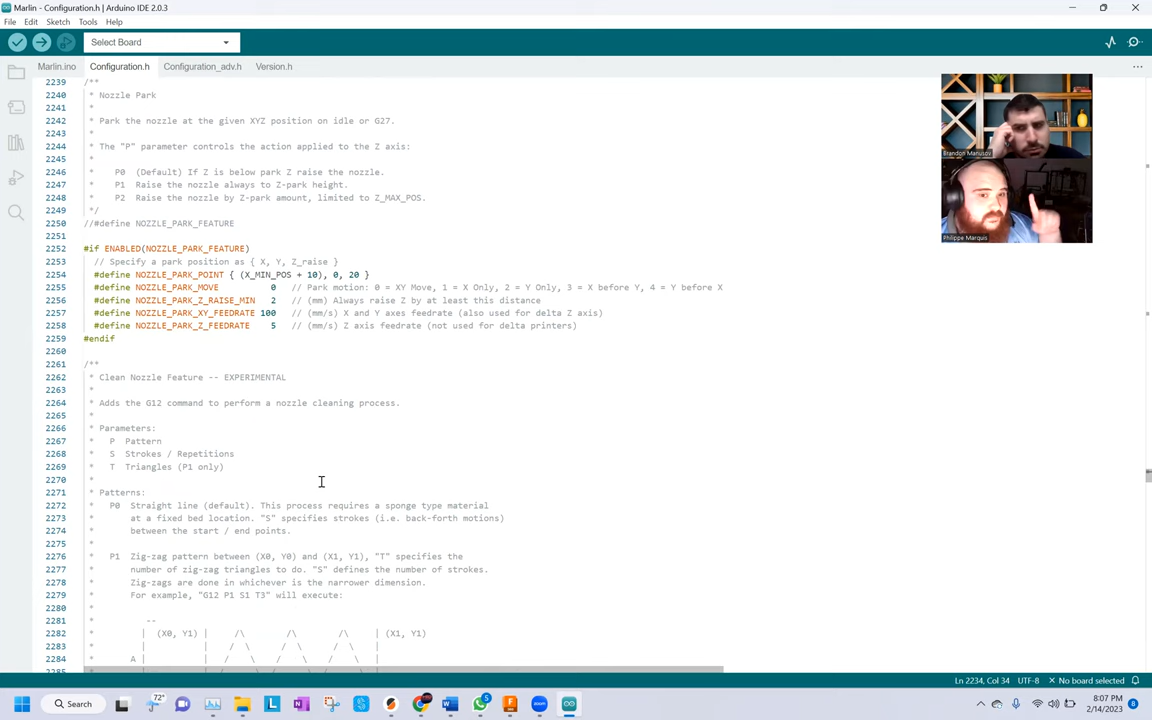 Marlin - Configuration.h | Arduino IDE 2.0.3
File Edit Sketch Tools Help
Select Board
Marlin.ino Configuration.h Configuration_adv.h Version.h
2239 /**
2240 * Nozzle Park
2241 *
2242 * Park the nozzle at the given XYZ position on idle or G27.
2243 *
2244 * The "P" parameter controls the action applied to the Z axis:
2245 *
2246 * P0 (Default) If Z is below park Z raise the nozzle.
2247 * P1 Raise the nozzle always to Z-park height.
2248 * P2 Raise the nozzle by Z-park amount, limited to Z_MAX_POS.
2249 */
2250 //#define NOZZLE_PARK_FEATURE
2251
2252 #if ENABLED(NOZZLE_PARK_FEATURE)
2253 // Specify a park position as { X, Y, Z_raise }
2254 #define NOZZLE_PARK_POINT { (X_MIN_POS + 10), 0, 20 }
2255 #define NOZZLE_PARK_MOVE 0 // Park motion: 0 = XY Move, 1 = X Only, 2 = Y Only, 3 = X before Y, 4 = Y before X
2256 #define NOZZLE_PARK_Z_RAISE_MIN 2 // (mm) Always raise Z by at least this distance
2257 #define NOZZLE_PARK_XY_FEEDRATE 100 // (mm/s) X and Y axes feedrate (also used for delta Z axis)
2258 #define NOZZLE_PARK_Z_FEEDRATE 5 // (mm/s) Z axis feedrate (not used for delta printers)
2259 #endif
2260
2261 /**
2262 * Clean Nozzle Feature -- EXPERIMENTAL
2263 *
2264 * Adds the G12 command to perform a nozzle cleaning process.
2265 *
2266 * Parameters:
2267 * P Pattern
2268 * S Strokes / Repetitions
2269 * T Triangles (P1 only)
2270 *
2271 * Patterns:
2272 * P0 Straight line (default). This process requires a sponge type material
2273 * at a fixed bed location. "S" specifies strokes (i.e. back-forth motions)
2274 * between the start / end points.
2275 *
2276 * P1 Zig-zag pattern between (X0, Y0) and (X1, Y1), "T" specifies the
2277 * number of zig-zag triangles to do. "S" defines the number of strokes.
2278 * Zig-zags are done in whichever is the narrower dimension.
2279 * For example, "G12 P1 S1 T3" will execute:
2280 *
2281 * --
2282 * | (X0, Y1) | /\ /\ /\ | (X1, Y1)
2283 * | | / \ / \ / \ |
2284 * A | | / \ / \ / \ |
Brandon Manusov
Philippe Marquis
Ln 2234, Col 34 UTF-8 No board selected
Search
72°
5
8:07 PM
2/14/2023
8